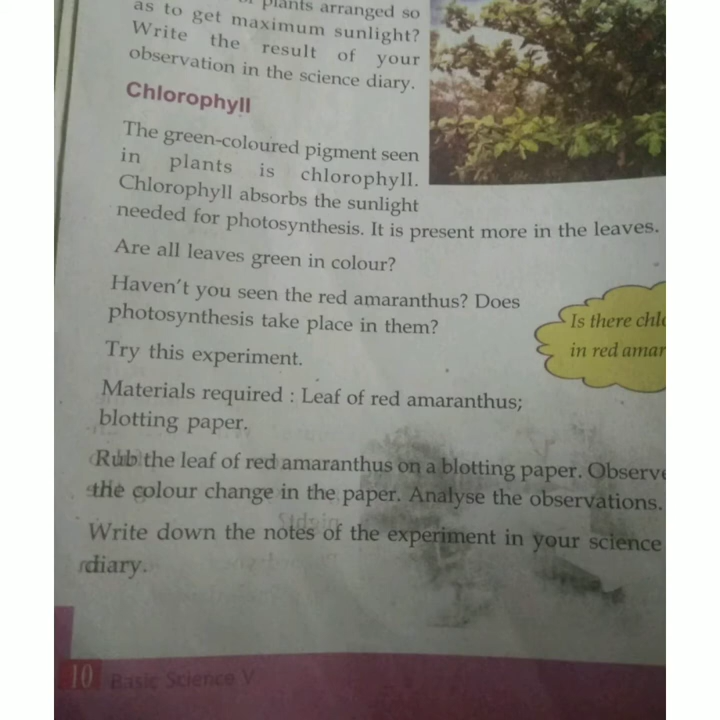 plants arranged so
as to get maximum sunlight?
Write the result of your
observation in the science diary.
Chlorophyll
The green-coloured pigment seen
in plants is chlorophyll.
Chlorophyll absorbs the sunlight
needed for photosynthesis. It is present more in the leaves.
Are all leaves green in colour?
Haven't you seen the red amaranthus? Does
photosynthesis take place in them?
Is there chl
in red amar
Try this experiment.
Materials required : Leaf of red amaranthus;
blotting paper.
Rub the leaf of red amaranthus on a blotting paper. Observe
the colour change in the paper. Analyse the observations.
Write down the notes of the experiment in your science
diary.
10 Basic Science V